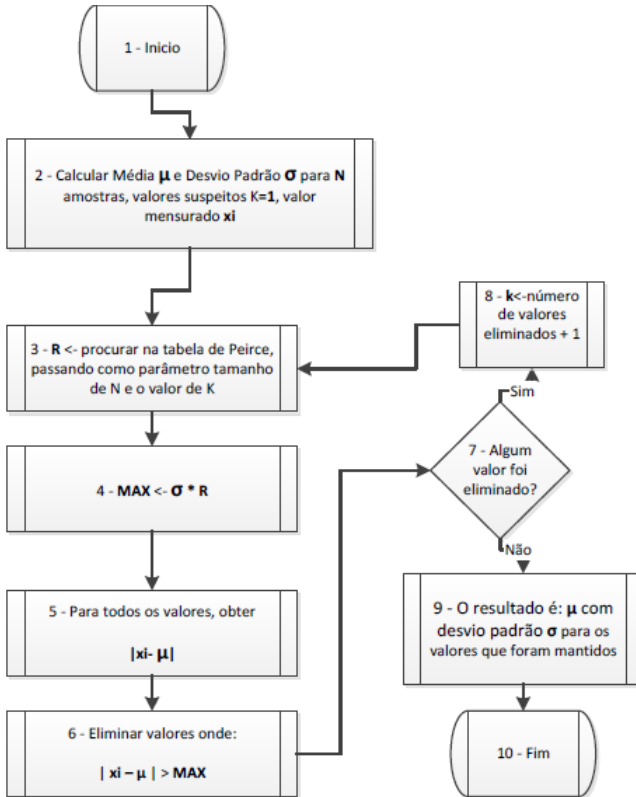 1 - Inicio
2 - Calcular Média μ e Desvio Padrão σ para N
amostras, valores suspeitos K=1, valor
mensurado xi
3 - R <- procurar na tabela de Peirce,
passando como parâmetro tamanho
de N e o valor de K
4 - MAX <- σ * R
5 - Para todos os valores, obter
|xi- μ|
6 - Eliminar valores onde:
| xi – μ | > MAX
7 - Algum
valor foi
eliminado?
Sim
8 - k<-número
de valores
eliminados + 1
Não
9 - O resultado é: μ com
desvio padrão σ para os
valores que foram mantidos
10 - Fim